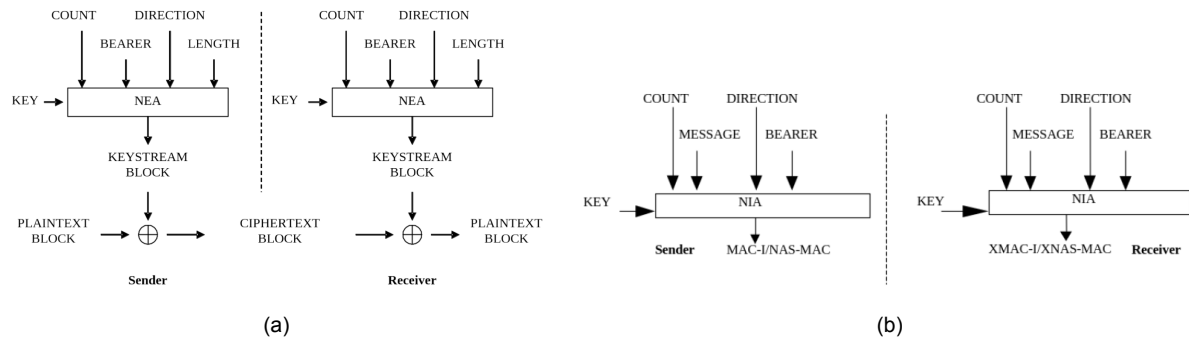 COUNT DIRECTION
BEARER LENGTH
KEY NEA
KEYSTREAM
BLOCK
PLAINTEXT
BLOCK
CIPHERTEXT
BLOCK
Sender
COUNT DIRECTION
BEARER LENGTH
KEY NEA
KEYSTREAM
BLOCK
PLAINTEXT
BLOCK
Receiver
(a)
COUNT DIRECTION
MESSAGE BEARER
KEY NIA
Sender MAC-I/NAS-MAC
COUNT DIRECTION
MESSAGE BEARER
KEY NIA
XMAC-I/XNAS-MAC Receiver
(b)